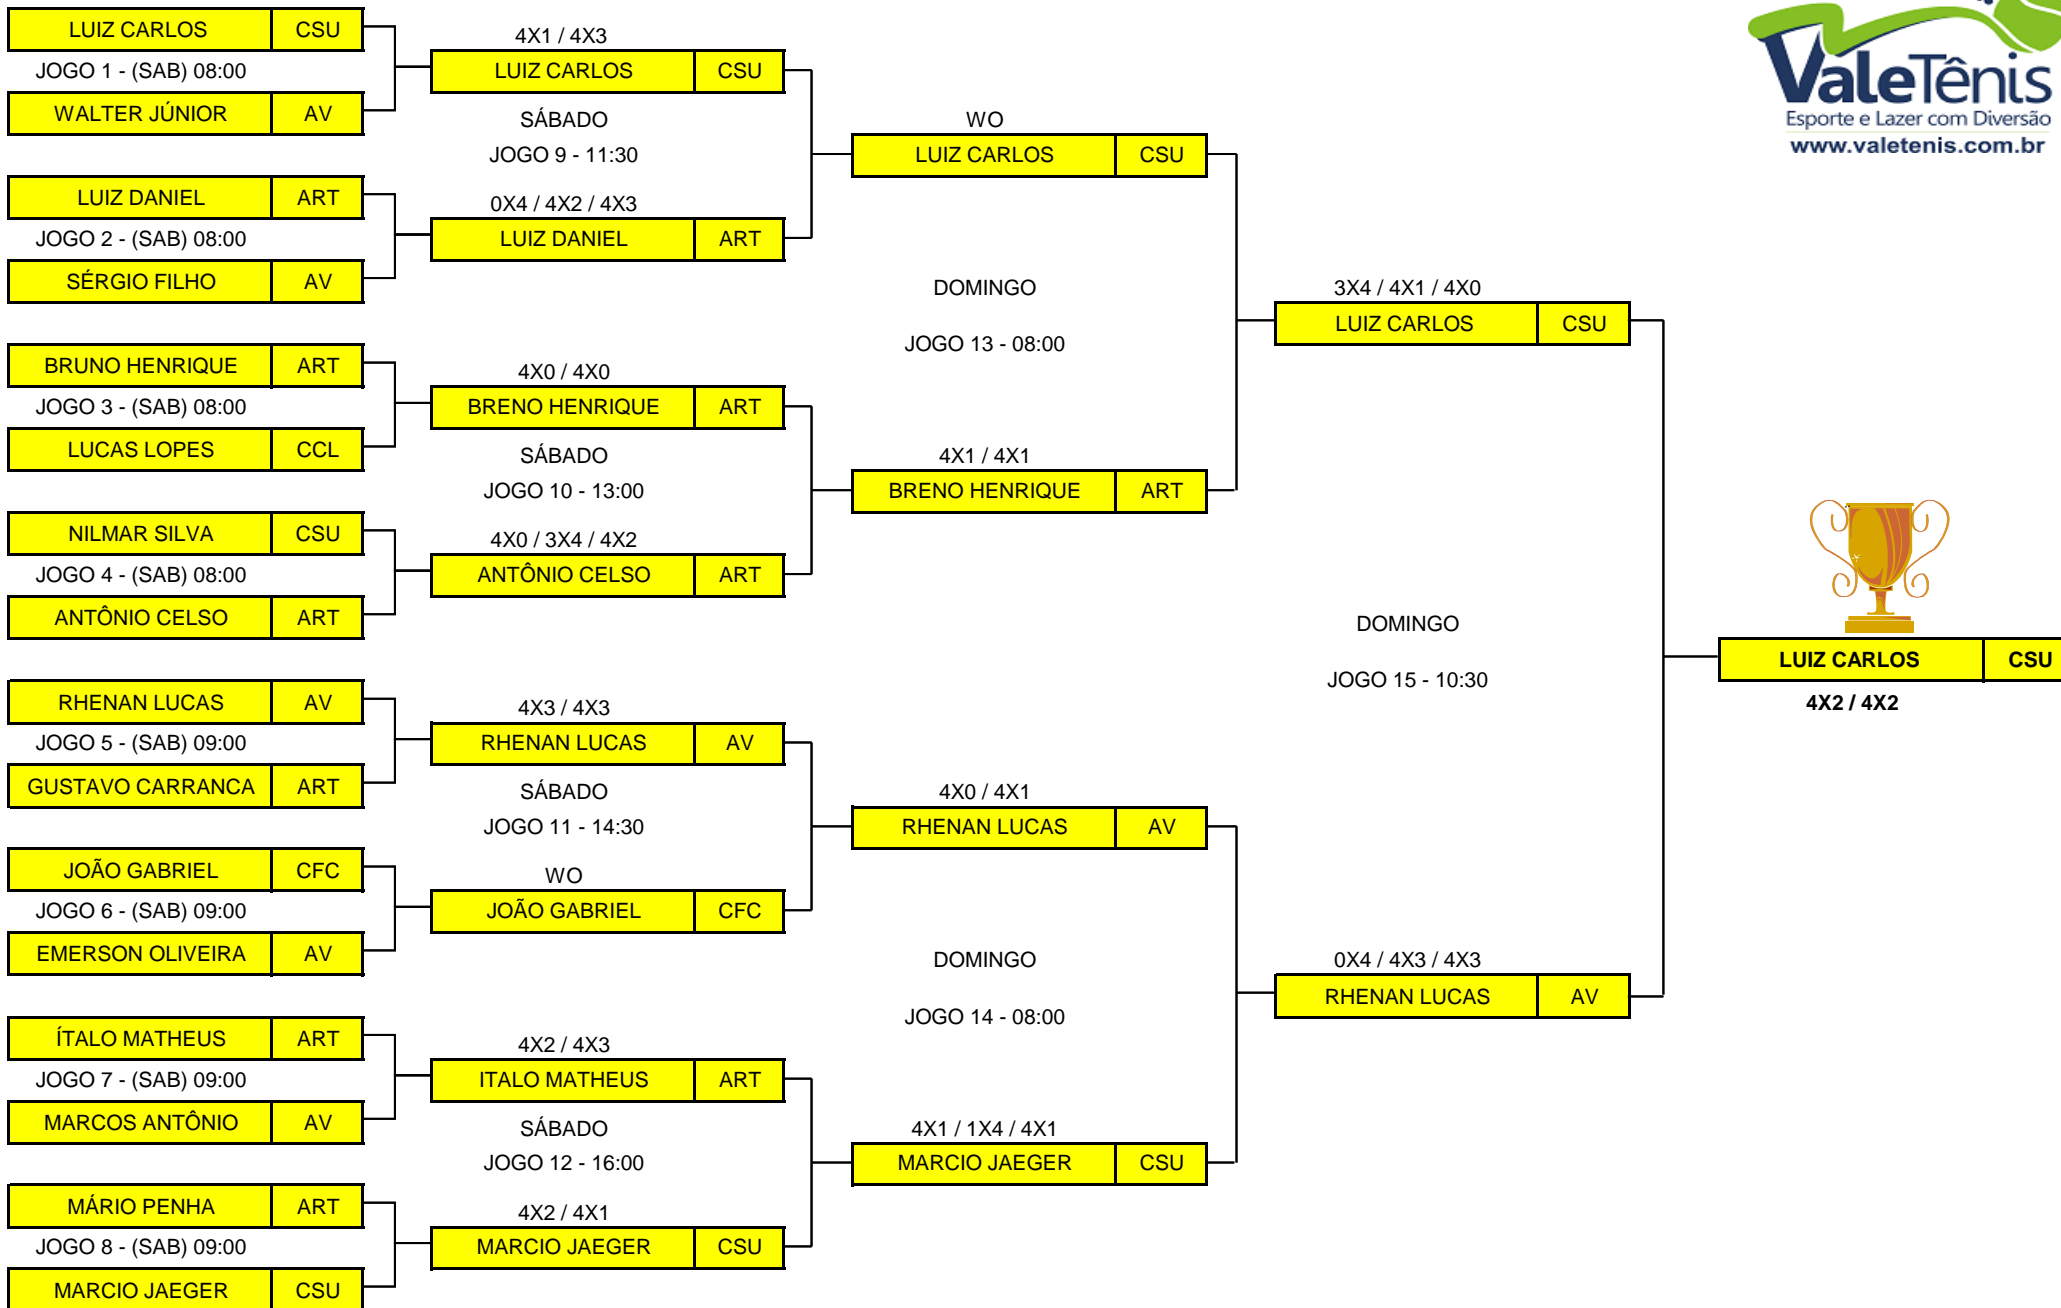 LUIZ CARLOS CSU
JOGO 1 - (SAB) 08:00
WALTER JÚNIOR AV
LUIZ DANIEL ART
JOGO 2 - (SAB) 08:00
SÉRGIO FILHO AV
BRUNO HENRIQUE ART
JOGO 3 - (SAB) 08:00
LUCAS LOPES CCL
NILMAR SILVA CSU
JOGO 4 - (SAB) 08:00
ANTÔNIO CELSO ART
RHENAN LUCAS AV
JOGO 5 - (SAB) 09:00
GUSTAVO CARRANCA ART
JOÃO GABRIEL CFC
JOGO 6 - (SAB) 09:00
EMERSON OLIVEIRA AV
ÍTALO MATHEUS ART
JOGO 7 - (SAB) 09:00
MARCOS ANTÔNIO AV
MÁRIO PENHA ART
JOGO 8 - (SAB) 09:00
MARCIO JAEGER CSU
4X1 / 4X3
LUIZ CARLOS CSU
SÁBADO
JOGO 9 - 11:30
0X4 / 4X2 / 4X3
LUIZ DANIEL ART
4X0 / 4X0
BRENO HENRIQUE ART
SÁBADO
JOGO 10 - 13:00
4X0 / 3X4 / 4X2
ANTÔNIO CELSO ART
4X3 / 4X3
RHENAN LUCAS AV
SÁBADO
JOGO 11 - 14:30
WO
JOÃO GABRIEL CFC
4X2 / 4X3
ITALO MATHEUS ART
SÁBADO
JOGO 12 - 16:00
4X2 / 4X1
MARCIO JAEGER CSU
WO
LUIZ CARLOS CSU
DOMINGO
JOGO 13 - 08:00
4X1 / 4X1
BRENO HENRIQUE ART
4X0 / 4X1
RHENAN LUCAS AV
DOMINGO
JOGO 14 - 08:00
4X1 / 1X4 / 4X1
MARCIO JAEGER CSU
3X4 / 4X1 / 4X0
LUIZ CARLOS CSU
DOMINGO
JOGO 15 - 10:30
0X4 / 4X3 / 4X3
RHENAN LUCAS AV
ValeTênis
Esporte e Lazer com Diversão
www.valetenis.com.br
LUIZ CARLOS CSU
4X2 / 4X2